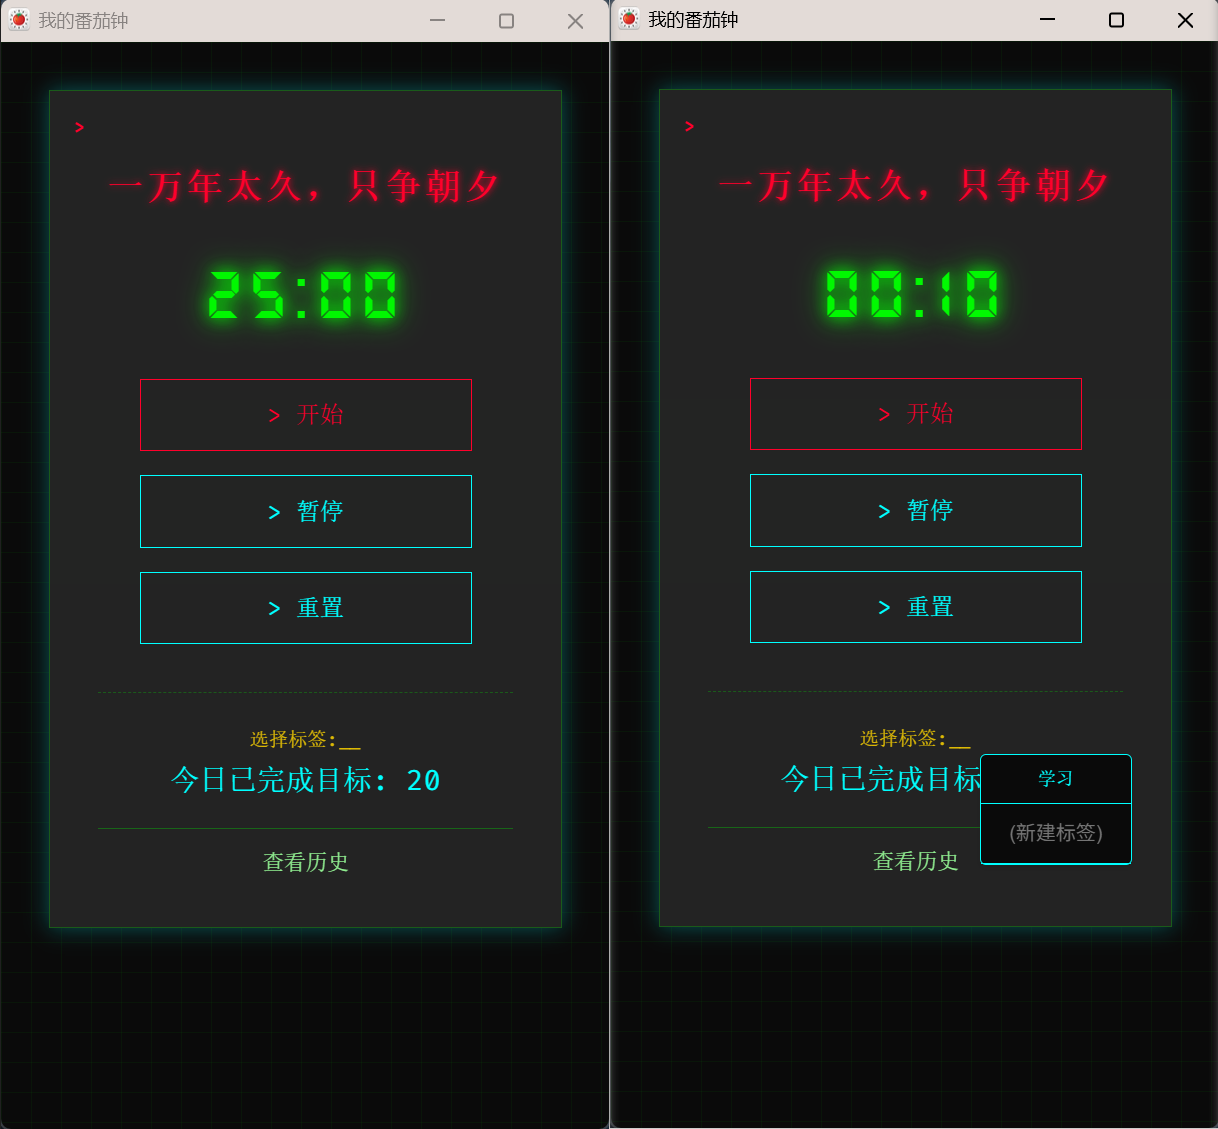 我的番茄钟
>
一万年太久，只争朝夕
25:00
> 开始
> 暂停
> 重置
选择标签:__
今日已完成目标: 20
查看历史
我的番茄钟
>
一万年太久，只争朝夕
00:10
> 开始
> 暂停
> 重置
选择标签:__
今日已完成目标
学习
(新建标签)
查看历史